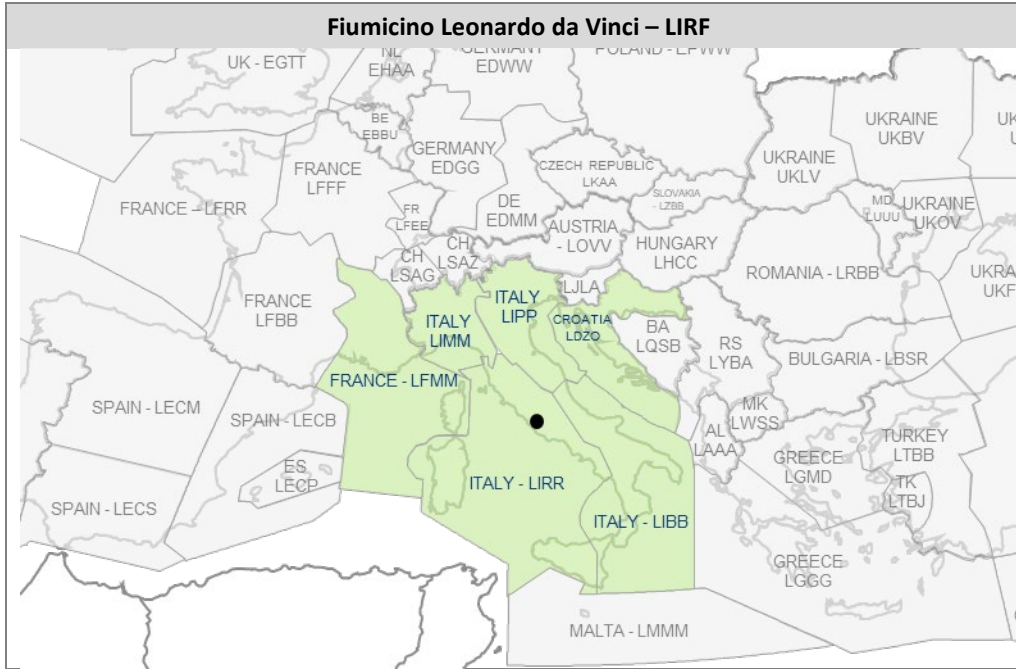 Fiumicino Leonardo da Vinci – LIRF
UK - EGTT
NL
EHAA
GERMANY
EDWW
POLAND - EPWW
BE
EBBU
GERMANY
EDGG
UKRAINE
UKBV
FRANCE
LFFF
CZECH REPUBLIC
LKAA
UKRAINE
UKLV
FRANCE – LFRR
FR
LFEE
DE
EDMM
SLOVAKIA
- LZBB
MD
LUUU
UKRAINE
UKOV
CH
LSAG
CH
LSAZ
AUSTRIA
- LOVV
HUNGARY
LHCC
ROMANIA - LRBB
FRANCE
LFBB
ITALY
LIMM
ITALY
LIPP
LJLA
CROATIA
LDZO
BA
LQSB
RS
LYBA
BULGARIA - LBSR
FRANCE - LFMM
SPAIN - LECM
SPAIN - LECB
MK
LWSS
AL
LAAA
TURKEY
LTBB
ES
LECP
ITALY - LIRR
GREECE
LGMD
TK
LTBJ
SPAIN - LECS
ITALY - LIBB
GREECE
LGGG
MALTA - LMMM